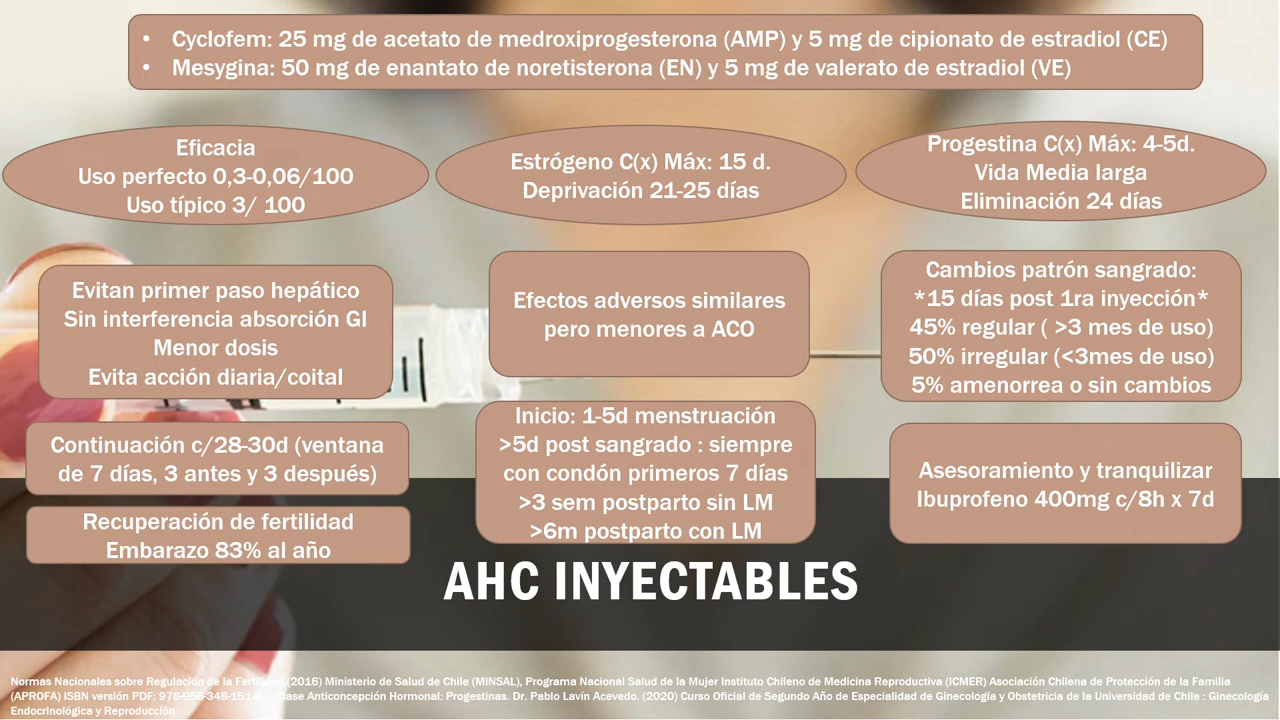 • Cyclofem: 25 mg de acetato de medroxiprogesterona (AMP) y 5 mg de cipionato de estradiol (CE)
• Mesygina: 50 mg de enantato de noretisterona (EN) y 5 mg de valerato de estradiol (VE)
Eficacia
Uso perfecto 0,3-0,06/100
Uso típico 3/ 100
Estrógeno C(x) Máx: 15 d.
Deprivación 21-25 días
Progestina C(x) Máx: 4-5d.
Vida Media larga
Eliminación 24 días
Evitan primer paso hepático
Sin interferencia absorción GI
Menor dosis
Evita acción diaria/coital
Efectos adversos similares
pero menores a ACO
Cambios patrón sangrado:
*15 días post 1ra inyección*
45% regular ( >3 mes de uso)
50% irregular (<3mes de uso)
5% amenorrea o sin cambios
Continuación c/28-30d (ventana
de 7 días, 3 antes y 3 después)
Inicio: 1-5d menstruación
>5d post sangrado : siempre
con condón primeros 7 días
>3 sem postparto sin LM
>6m postparto con LM
Asesoramiento y tranquilizar
Ibuprofeno 400mg c/8h x 7d
Recuperación de fertilidad
Embarazo 83% al año
AHC INYECTABLES
Normas Nacionales sobre Regulación de la Fertilidad.(2016) Ministerio de Salud de Chile (MINSAL), Programa Nacional Salud de la Mujer Instituto Chileno de Medicina Reproductiva (ICMER) Asociación Chilena de Protección de la Familia
(APROFA) ISBN versión PDF: 978-956-348-151- Clase Anticoncepción Hormonal: Progestinas. Dr. Pablo Lavín Acevedo. (2020) Curso Oficial de Segundo Año de Especialidad de Ginecología y Obstetricia de la Universidad de Chile : Ginecología
Endocrinológica y Reproducción